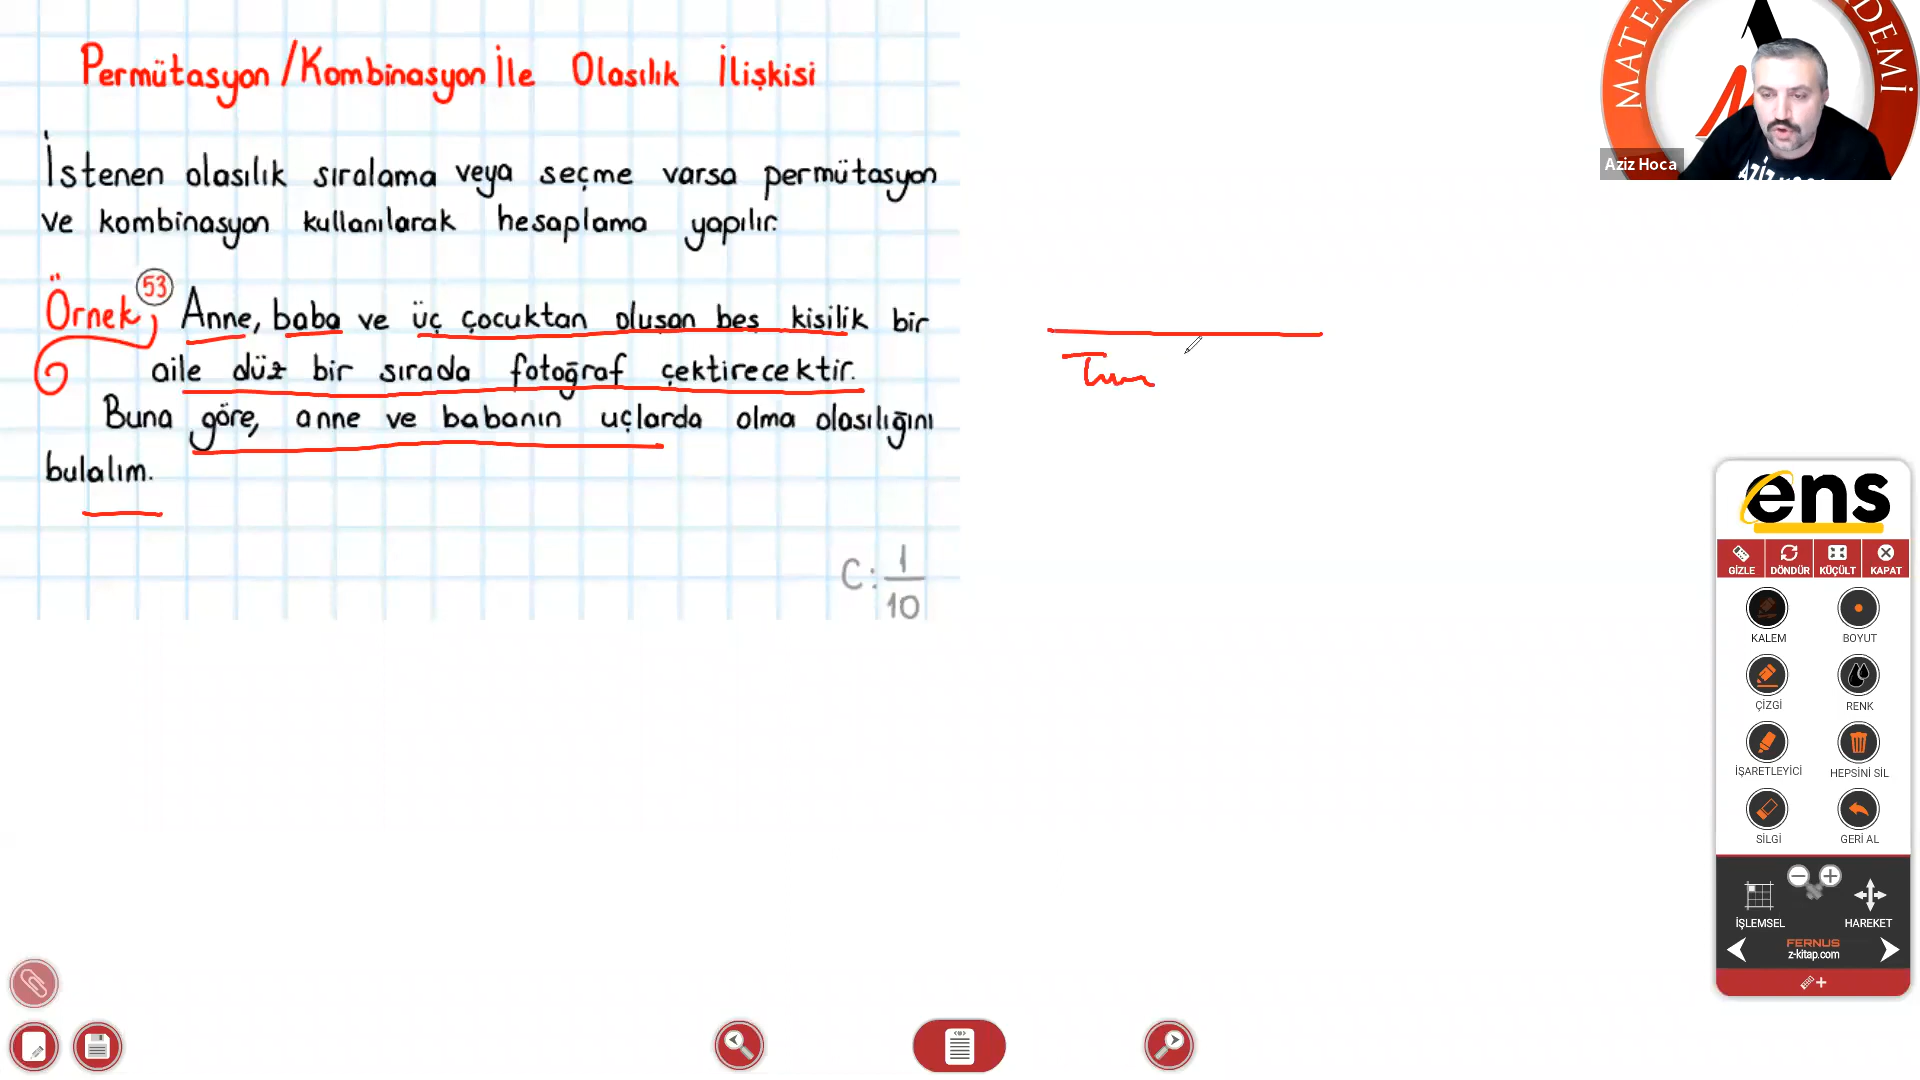 Permütasyon/Kombinasyon İle Olasılık İlişkisi
İstenen olasılık sıralama veya seçme varsa permütasyon
ve kombinasyon kullanılarak hesaplama yapılır.
Örnek 53 Anne, baba ve üç çocuktan oluşan beş kişilik bir
aile düz bir sırada fotoğraf çektirecektir.
Buna göre, anne ve babanın uçlarda olma olasılığını
bulalım.
C: 1/10
Tüm
MATEM
DEMİ
Aziz Hoca
ens
GİZLE DÖNDÜR KÜÇÜLT KAPAT
KALEM BOYUT
ÇİZGİ RENK
İŞARETLEYİCİ HEPSİNİ SİL
SİLGİ GERİ AL
İŞLEMSEL HAREKET
FERNUS
z-kitap.com